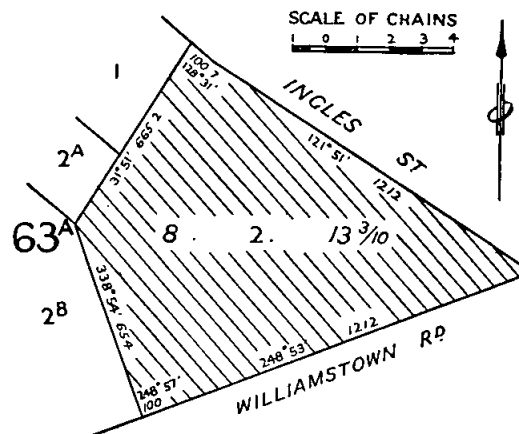 SCALE OF CHAINS
1 0 1 2 3 4
1
100.7
128°31'
INGLES ST
2A
31°51' 665.2
121°51'
1212
63A
8. 2. 13 3/10
2B
338°54' 654
248°57'
100
248°53'
1212
WILLIAMSTOWN RD